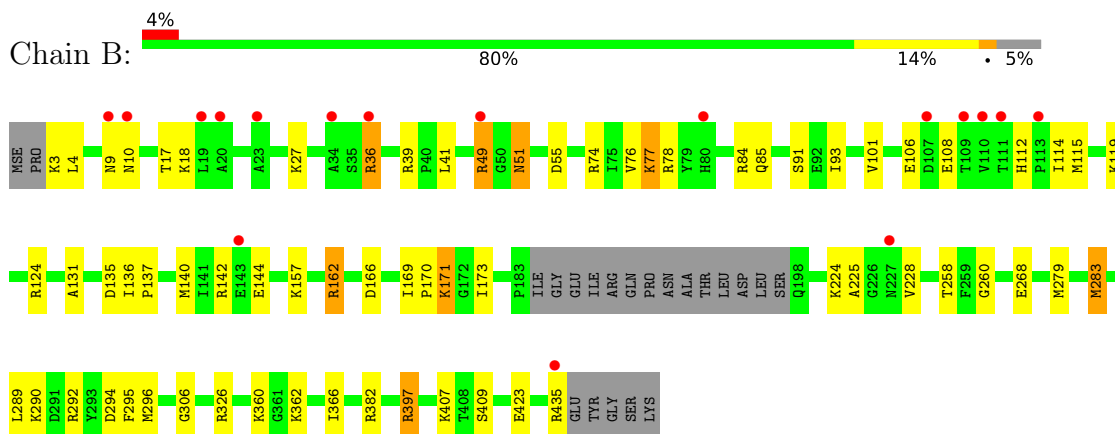 4%
Chain B:
80% 14% • 5%
MSE PRO K3 L4 N9 N10 T17 K18 L19 A20 A23 K27 A34 S35 R36 R39 P40 L41 R49 G50 N51 D55 R74 I75 V76 K77 R78 Y79 H80 R84 Q85 S91 E92 I93 V101 E106 D107 E108 T109 V110 T111 H112 P113 I114 M115
R124 A131 D135 I136 P137 M140 I141 R142 E143 E144 K157 R162 D166 I169 P170 K171 G172 I173 P183 ILE GLY GLU ILE ARG GLN PRO ASN ALA THR LEU ASP LEU SER Q198 K224 A225 G226 N227 V228 T258 F259 G260 E268 M279 M283
L289 K290 D291 R292 Y293 D294 F295 M296 G306 R326 K360 G361 K362 I366 R382 R397 K407 T408 S409 E423 R435 GLU TYR GLY SER LYS